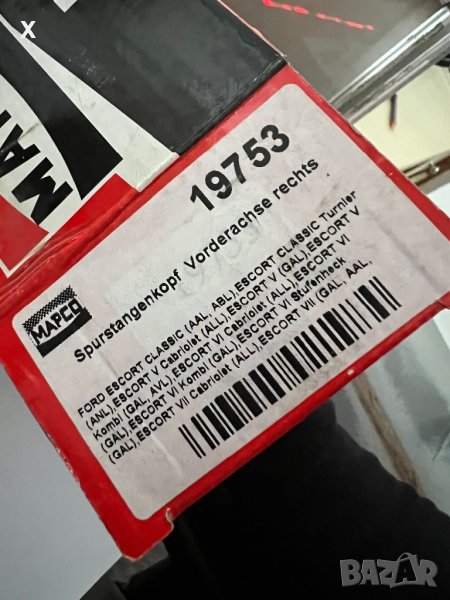 x
MAP
19753
MAPCO
Spurstangenkopf Vorderachse rechts
FORD ESCORT CLASSIC (AAL, ABL),ESCORT CLASSIC Turnier
(ANL),ESCORT V Cabriolet (ALL),ESCORT V (GAL),ESCORT V
Kombi (GAL, AVL),ESCORT VI Cabriolet (ALL),ESCORT VI
(GAL),ESCORT VI Kombi (GAL),ESCORT VI Stufenheck
(GAL),ESCORT VII Cabriolet (ALL),ESCORT VII (GAL, AAL,
BAZAR.bg